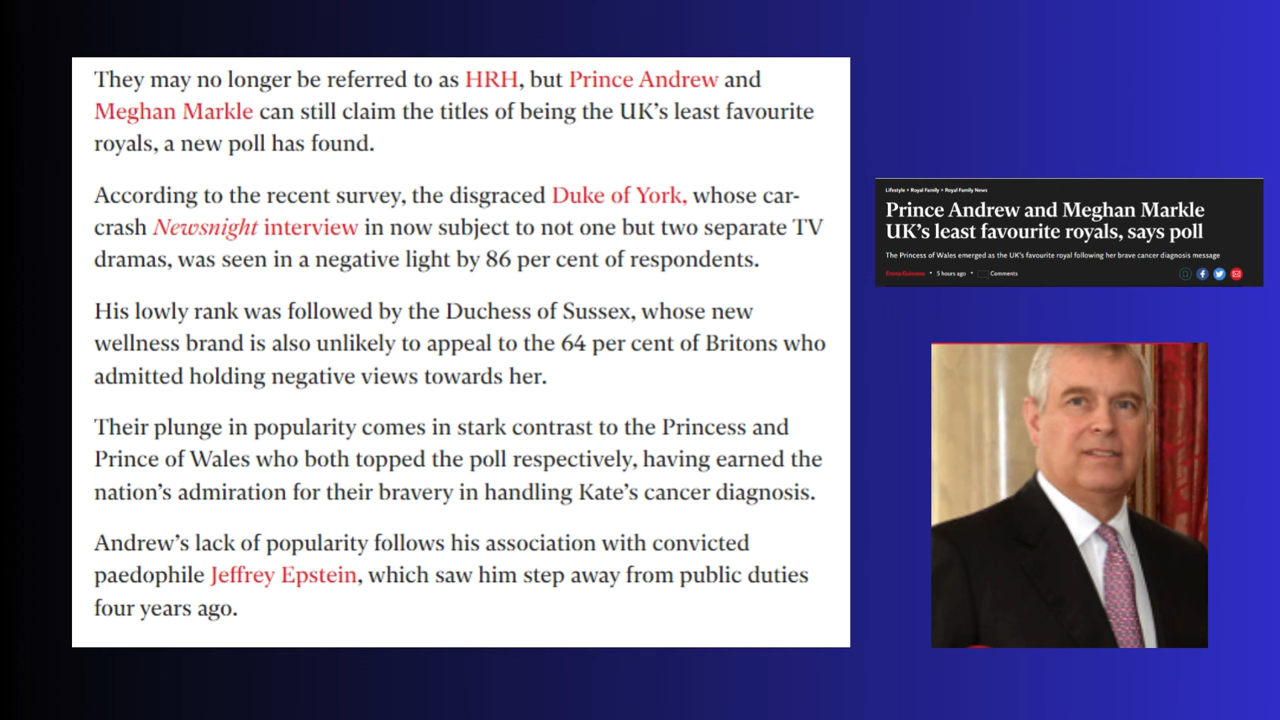 They may no longer be referred to as HRH, but Prince Andrew and
Meghan Markle can still claim the titles of being the UK’s least favourite
royals, a new poll has found.
According to the recent survey, the disgraced Duke of York, whose car-
crash Newsnight interview in now subject to not one but two separate TV
dramas, was seen in a negative light by 86 per cent of respondents.
His lowly rank was followed by the Duchess of Sussex, whose new
wellness brand is also unlikely to appeal to the 64 per cent of Britons who
admitted holding negative views towards her.
Their plunge in popularity comes in stark contrast to the Princess and
Prince of Wales who both topped the poll respectively, having earned the
nation’s admiration for their bravery in handling Kate’s cancer diagnosis.
Andrew’s lack of popularity follows his association with convicted
paedophile Jeffrey Epstein, which saw him step away from public duties
four years ago.
Lifestyle • Royal Family • Royal Family News
Prince Andrew and Meghan Markle
UK’s least favourite royals, says poll
The Princess of Wales emerged as the UK’s favourite royal following her brave cancer diagnosis message
• 5 hours ago • Comments